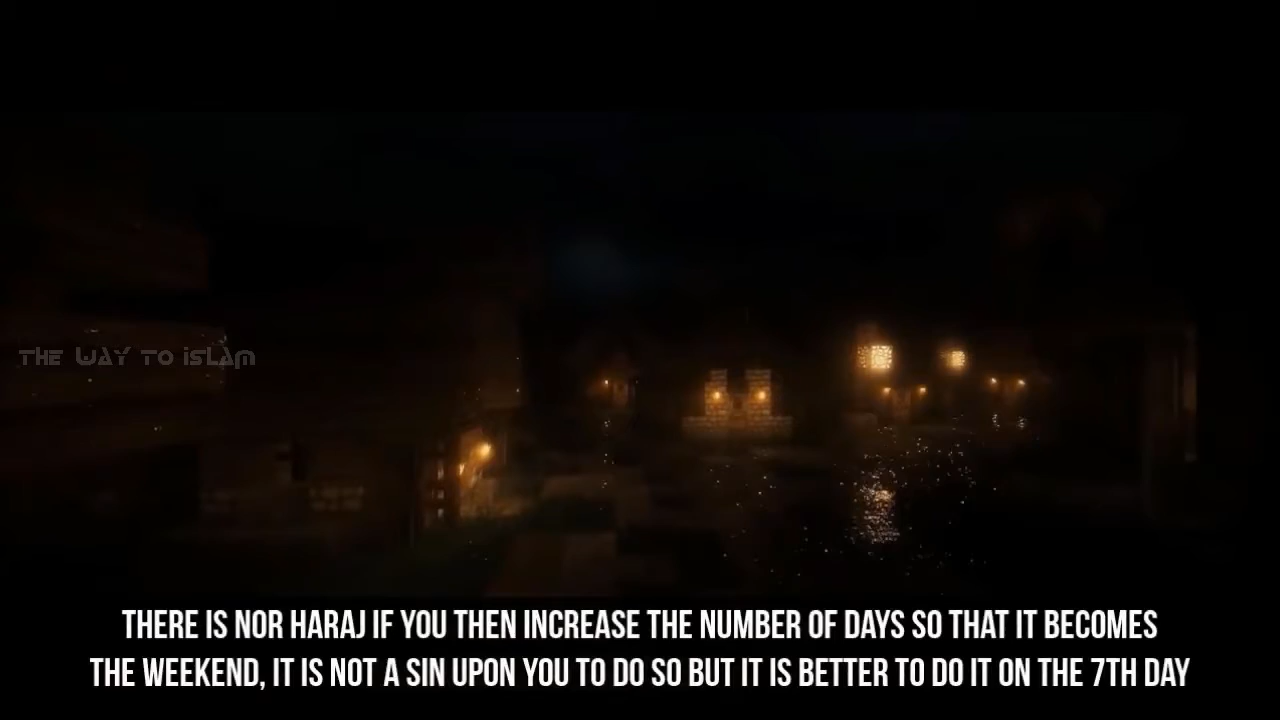 THE WAY TO iSLAM
THERE IS NOR HARAJ IF YOU THEN INCREASE THE NUMBER OF DAYS SO THAT IT BECOMES
THE WEEKEND, IT IS NOT A SIN UPON YOU TO DO SO BUT IT IS BETTER TO DO IT ON THE 7TH DAY